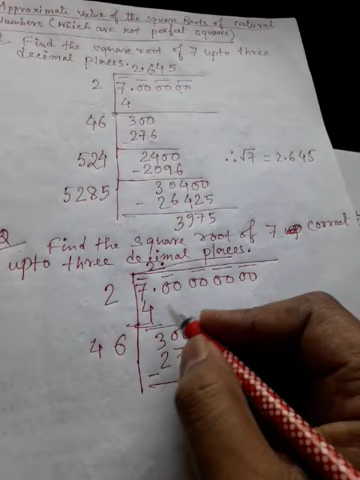 Approximate value of the square Roots of Natural
Numbers (which are not perfect squares)
Find the square root of 7 upto three
decimal places.
2.645
2 7.00 00 00
4
46 300
276
524 2400
- 2096 ∴√7 = 2.645
5285 30400
- 26425
3975
Q Find the square root of 7 correct
upto three decimal places.
2.
2 7.00 00 00 00
4
46 30
- 2